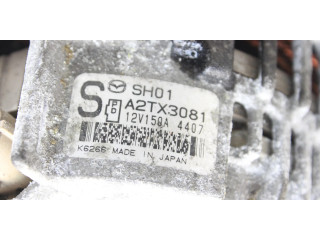 SH01
S A2TX3081
12V150A 4407
K6266 MADE IN JAPAN